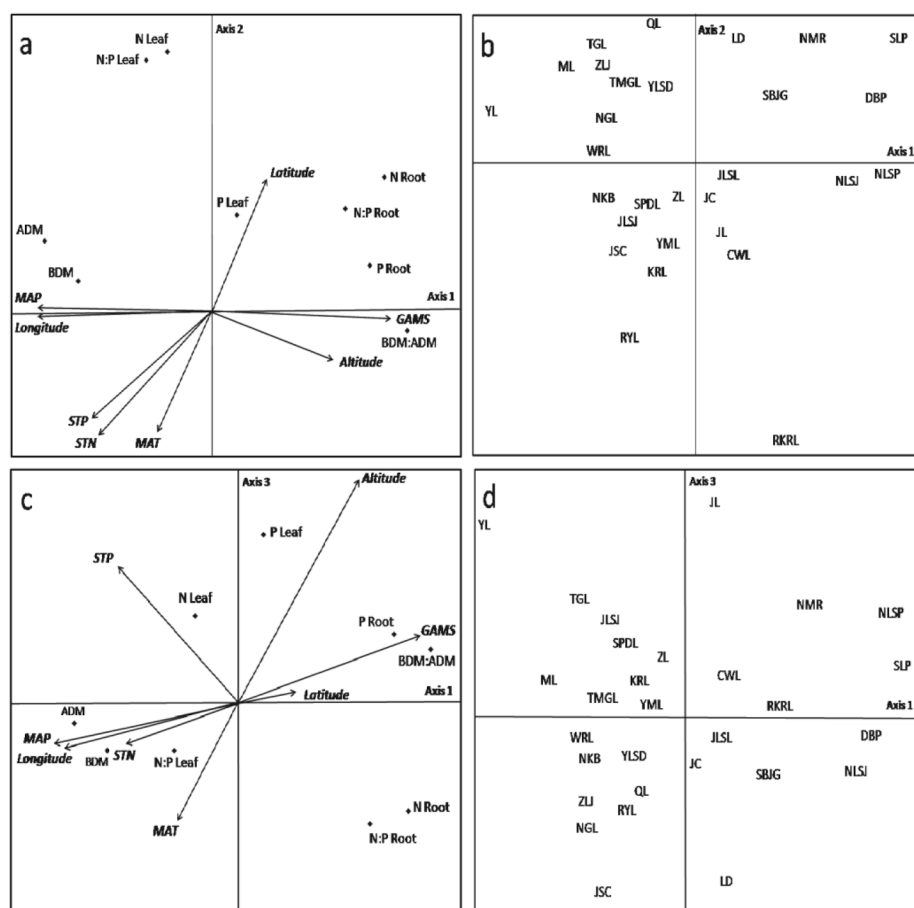 a
Axis 2
N Leaf
N:P Leaf
Latitude
N Root
P Leaf
N:P Root
ADM
BDM
P Root
MAP
Axis 1
Longitude
GAMS
BDM:ADM
Altitude
STP
STN
MAT
b
QL
Axis 2
TGL
LD
NMR
SLP
ML
ZLJ
TMGL
YLSD
SBJG
DBP
YL
NGL
WRL
Axis 1
JLSL
NLSJ
NLSP
NKB
SPDL
ZL
JC
JLSJ
JL
JSC
YML
CWL
KRL
RYL
RKRL
c
Axis 3
Altitude
P Leaf
STP
N Leaf
P Root
GAMS
BDM:ADM
Latitude
Axis 1
ADM
MAP
Longitude
BDM
STN
N:P Leaf
MAT
N Root
N:P Root
d
Axis 3
JL
YL
TGL
NMR
NLSP
JLSJ
SPDL
ZL
SLP
ML
KRL
CWL
TMGL
YML
RKRL
Axis 1
WRL
JLSL
DBP
NKB
YLSD
JC
SBJG
NLSJ
QL
ZLJ
RYL
NGL
JSC
LD